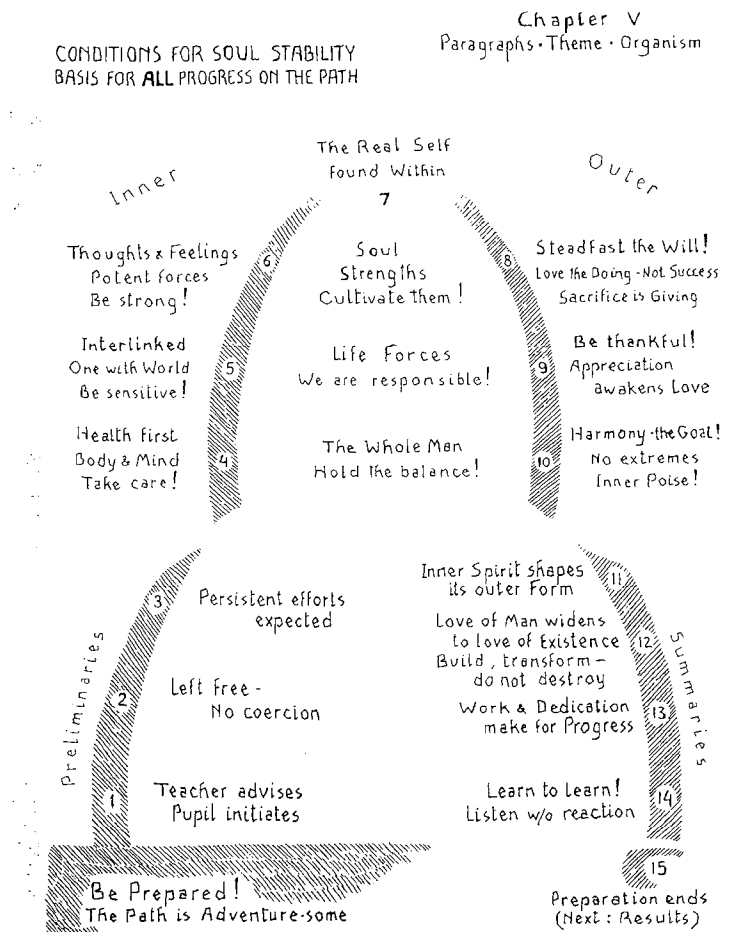 Chapter V
Paragraphs · Theme · Organism
CONDITIONS FOR SOUL STABILITY
BASIS FOR ALL PROGRESS ON THE PATH
Inner
The Real Self
Found Within
7
Outer
6
Thoughts & Feelings
Potent forces
Be strong!
Soul
Strengths
Cultivate them!
8
Steadfast the Will!
Love the Doing - Not Success
Sacrifice is Giving
5
Interlinked
One with World
Be sensitive!
Life Forces
We are responsible!
9
Be thankful!
Appreciation
awakens Love
4
Health first
Body & Mind
Take care!
The Whole Man
Hold the balance!
10
Harmony - the Goal!
No extremes
Inner Poise!
Preliminaries
3
Persistent efforts
expected
2
Left free -
No coercion
1
Teacher advises
Pupil initiates
Inner Spirit shapes
its outer Form
11
Love of Man widens
to love of Existence
Build, transform -
do not destroy
12
Work & Dedication
make for Progress
13
Summaries
Learn to learn!
Listen w/o reaction
14
Be Prepared!
The Path is Adventure-some
15
Preparation ends
(Next : Results)